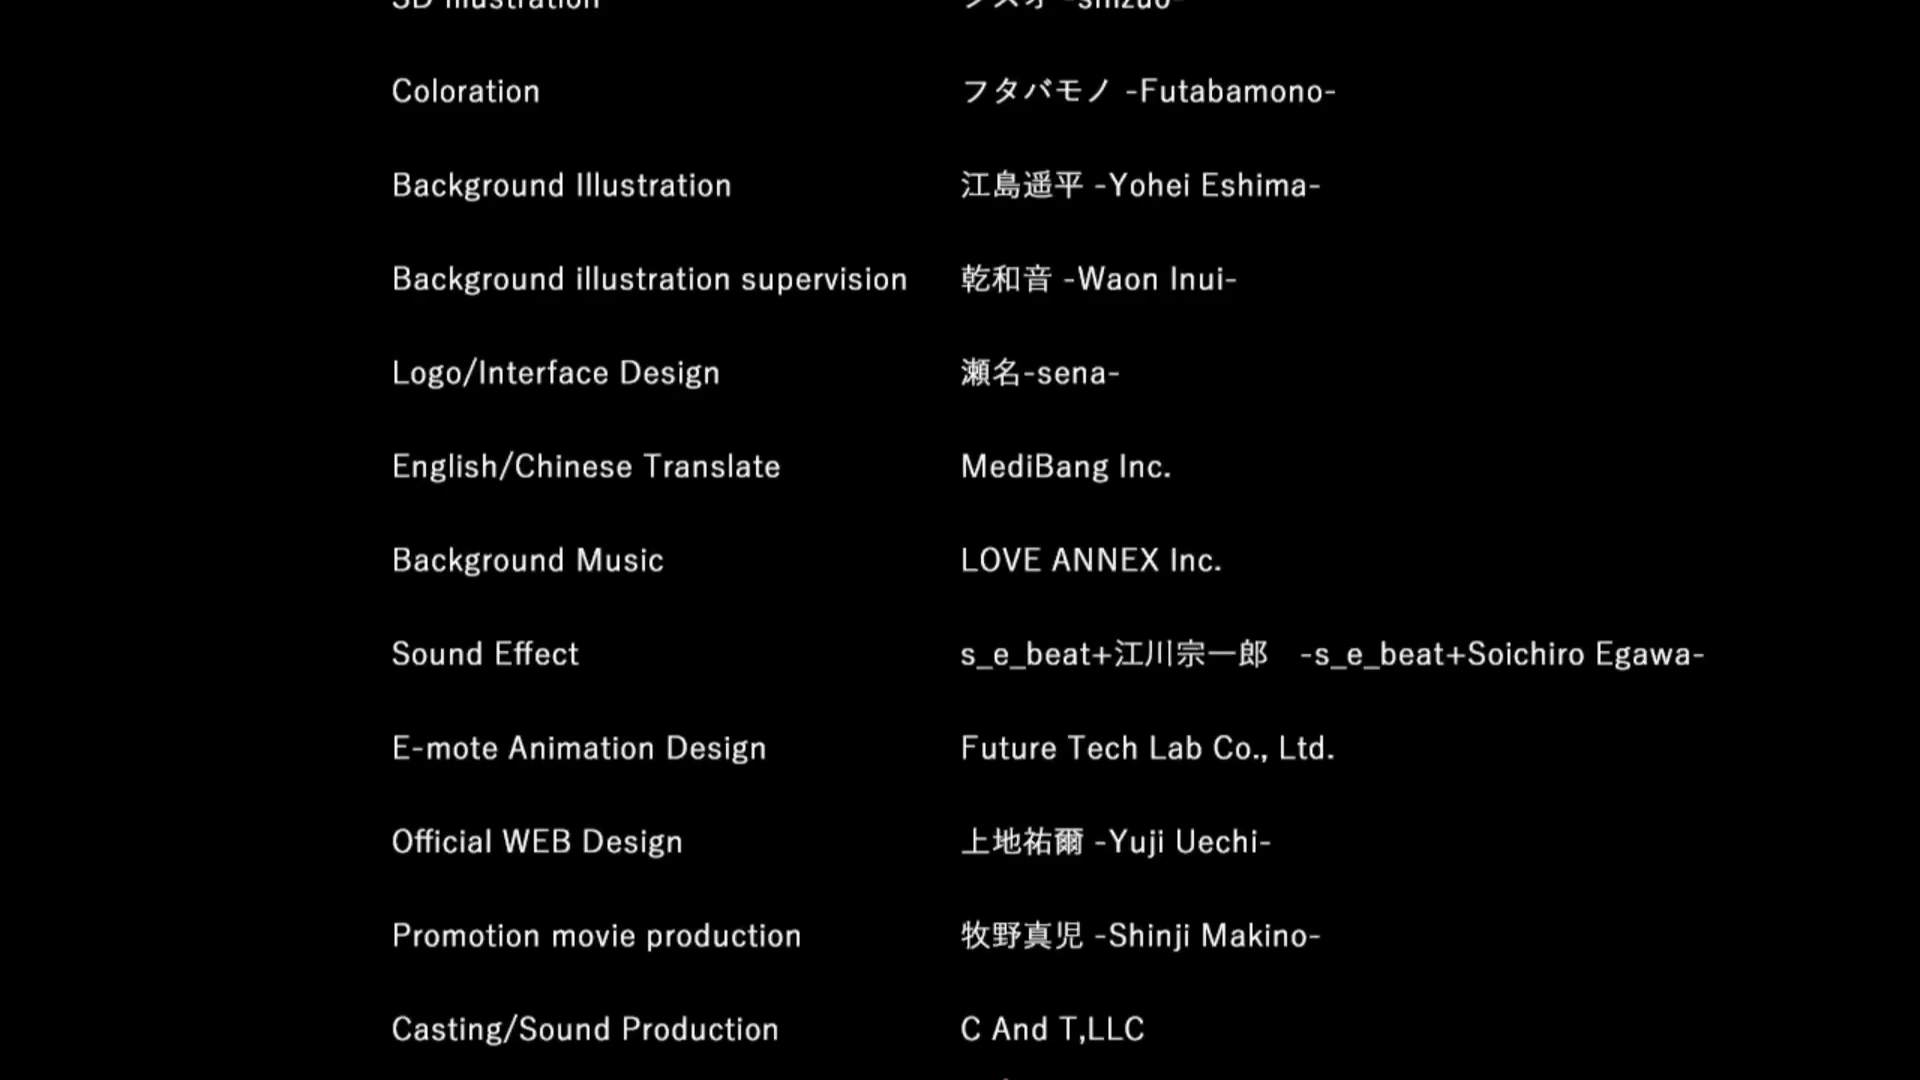 Coloration フタバモノ -Futabamono-
Background Illustration 江島遥平 -Yohei Eshima-
Background illustration supervision 乾和音 -Waon Inui-
Logo/Interface Design 瀬名-sena-
English/Chinese Translate MediBang Inc.
Background Music LOVE ANNEX Inc.
Sound Effect s_e_beat+江川宗一郎　-s_e_beat+Soichiro Egawa-
E-mote Animation Design Future Tech Lab Co., Ltd.
Official WEB Design 上地祐爾 -Yuji Uechi-
Promotion movie production 牧野真児 -Shinji Makino-
Casting/Sound Production C And T,LLC